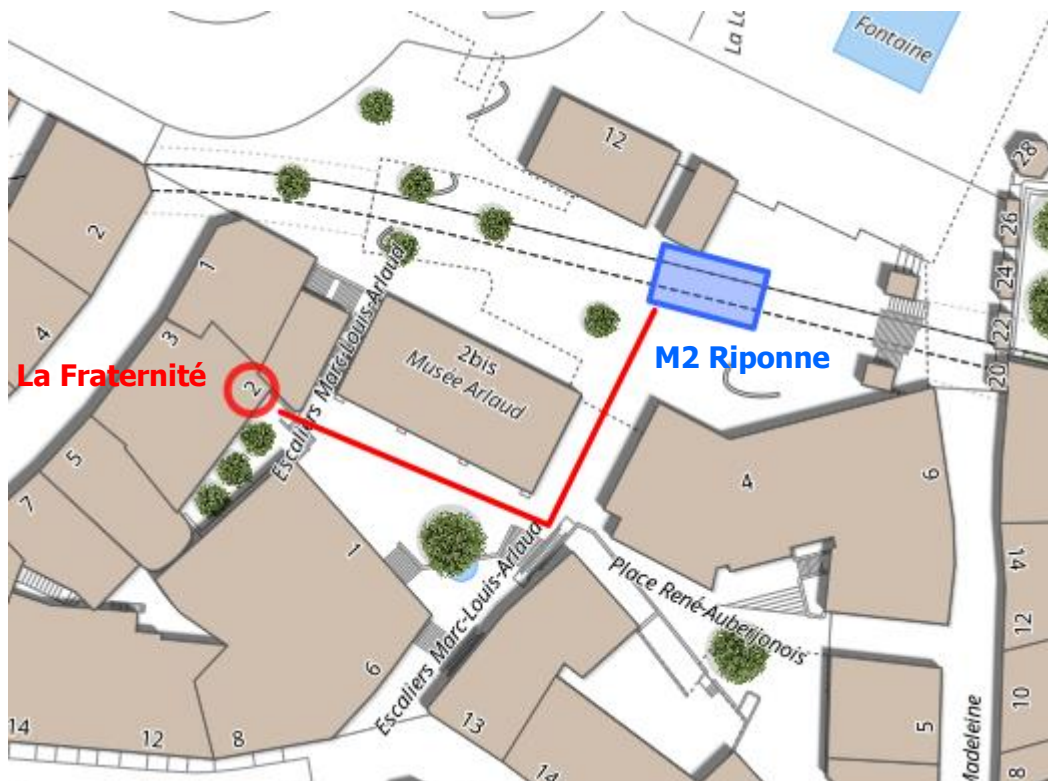 La La
Fontaine
12
28
2
26
1
24
4
3
22
20
2bis
Musée Arlaud
M2 Riponne
La Fraternité
2
Escaliers Marc-Louis-Arlaud
5
7
4
6
1
Escaliers Marc-Louis-Arlaud
Place René-Auberjonois
14
12
6
10
5
13
14
12
8
14
8
Madeleine